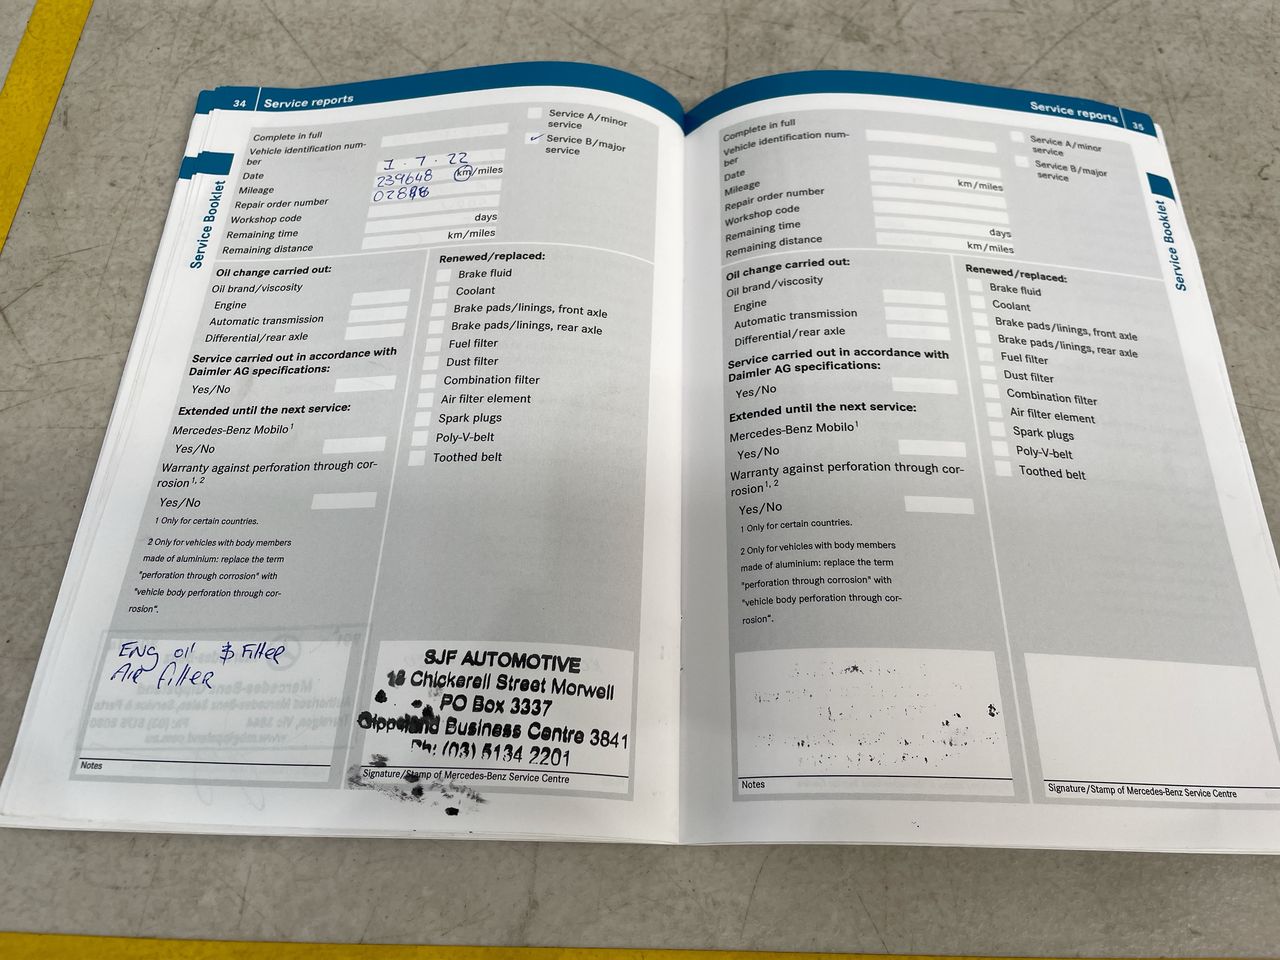 34 Service reports
Service Booklet
Complete in full
Vehicle identification num-
ber
Date 1.7.22
Mileage 239648 km/miles
Repair order number
Workshop code
Remaining time days
Remaining distance km/miles
Service A/minor
service
✓ Service B/major
service
Oil change carried out:
Oil brand/viscosity
Engine
Automatic transmission
Differential/rear axle
Service carried out in accordance with
Daimler AG specifications:
Yes/No
Extended until the next service:
Mercedes-Benz Mobilo1
Yes/No
Warranty against perforation through cor-
rosion1, 2
Yes/No
1 Only for certain countries.
2 Only for vehicles with body members
made of aluminium: replace the term
"perforation through corrosion" with
"vehicle body perforation through cor-
rosion".
Renewed/replaced:
Brake fluid
Coolant
Brake pads/linings, front axle
Brake pads/linings, rear axle
Fuel filter
Dust filter
Combination filter
Air filter element
Spark plugs
Poly-V-belt
Toothed belt
Eng oil & Filter
Air filter
Notes
SJF AUTOMOTIVE
Chickerell Street Morwell
PO Box 3337
Gippsland Business Centre 3841
Ph: (03) 5134 2201
Signature/Stamp of Mercedes-Benz Service Centre
Service reports 35
Service Booklet
Complete in full
Vehicle identification num-
ber
Date
Mileage km/miles
Repair order number
Workshop code
Remaining time days
Remaining distance km/miles
Service A/minor
service
Service B/major
service
Oil change carried out:
Oil brand/viscosity
Engine
Automatic transmission
Differential/rear axle
Service carried out in accordance with
Daimler AG specifications:
Yes/No
Extended until the next service:
Mercedes-Benz Mobilo1
Yes/No
Warranty against perforation through cor-
rosion1, 2
Yes/No
1 Only for certain countries.
2 Only for vehicles with body members
made of aluminium: replace the term
"perforation through corrosion" with
"vehicle body perforation through cor-
rosion".
Renewed/replaced:
Brake fluid
Coolant
Brake pads/linings, front axle
Brake pads/linings, rear axle
Fuel filter
Dust filter
Combination filter
Air filter element
Spark plugs
Poly-V-belt
Toothed belt
Notes
Signature/Stamp of Mercedes-Benz Service Centre